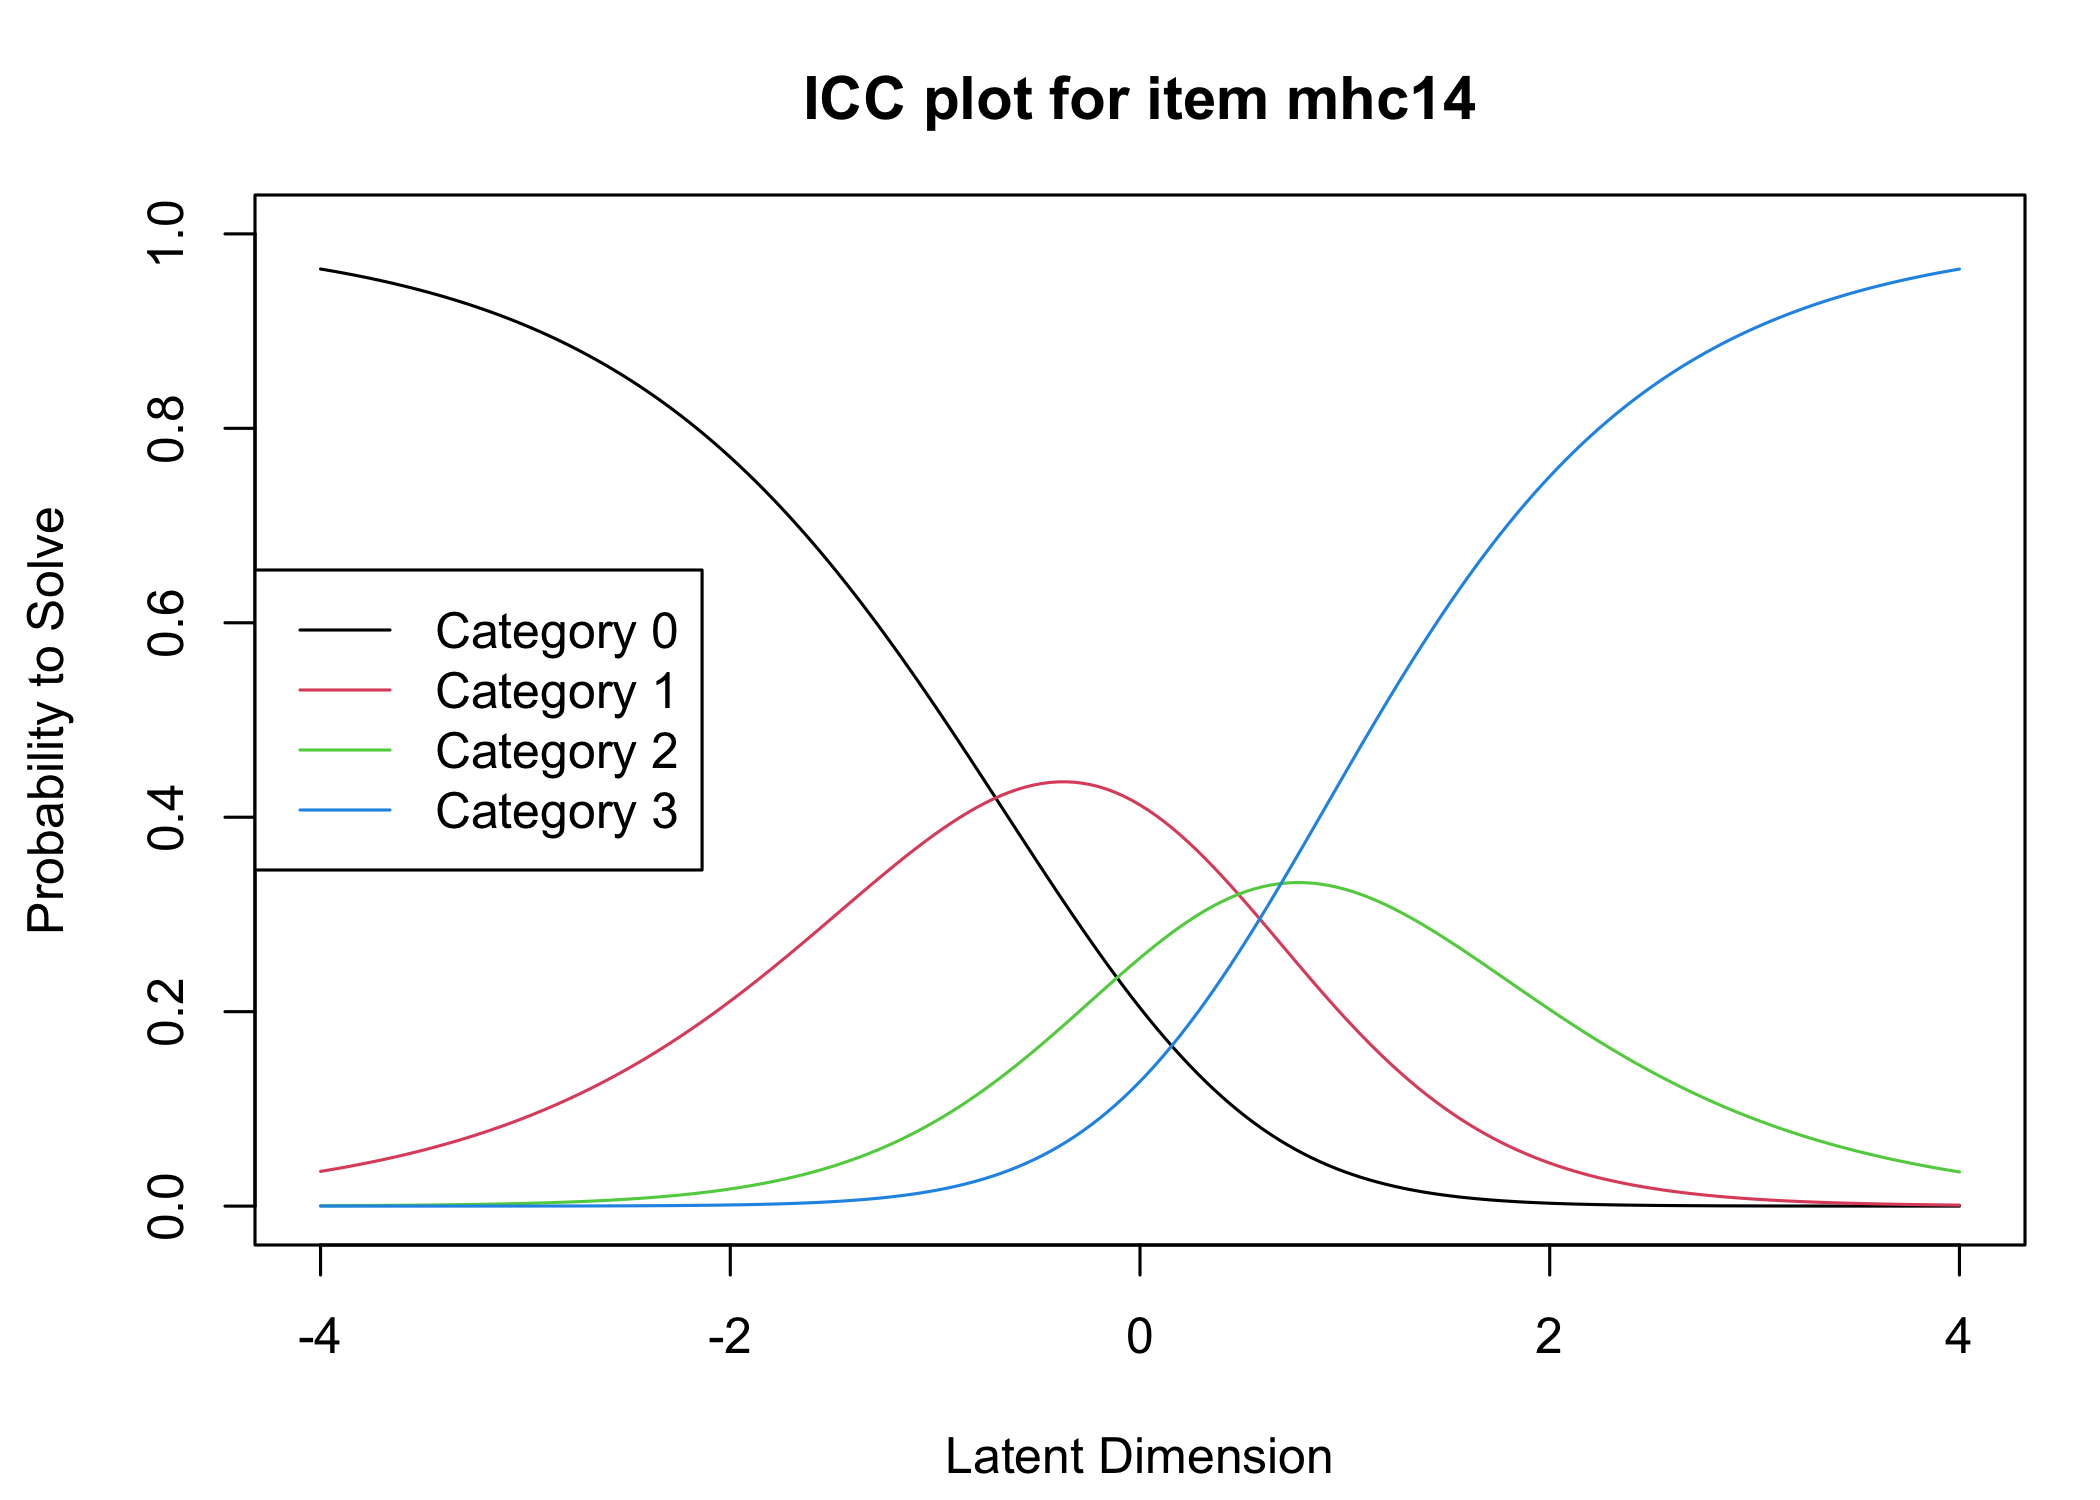 ICC plot for item mhc14
1.0
0.8
0.6
0.4
0.2
0.0
Probability to Solve
Category 0
Category 1
Category 2
Category 3
-4
-2
0
2
4
Latent Dimension